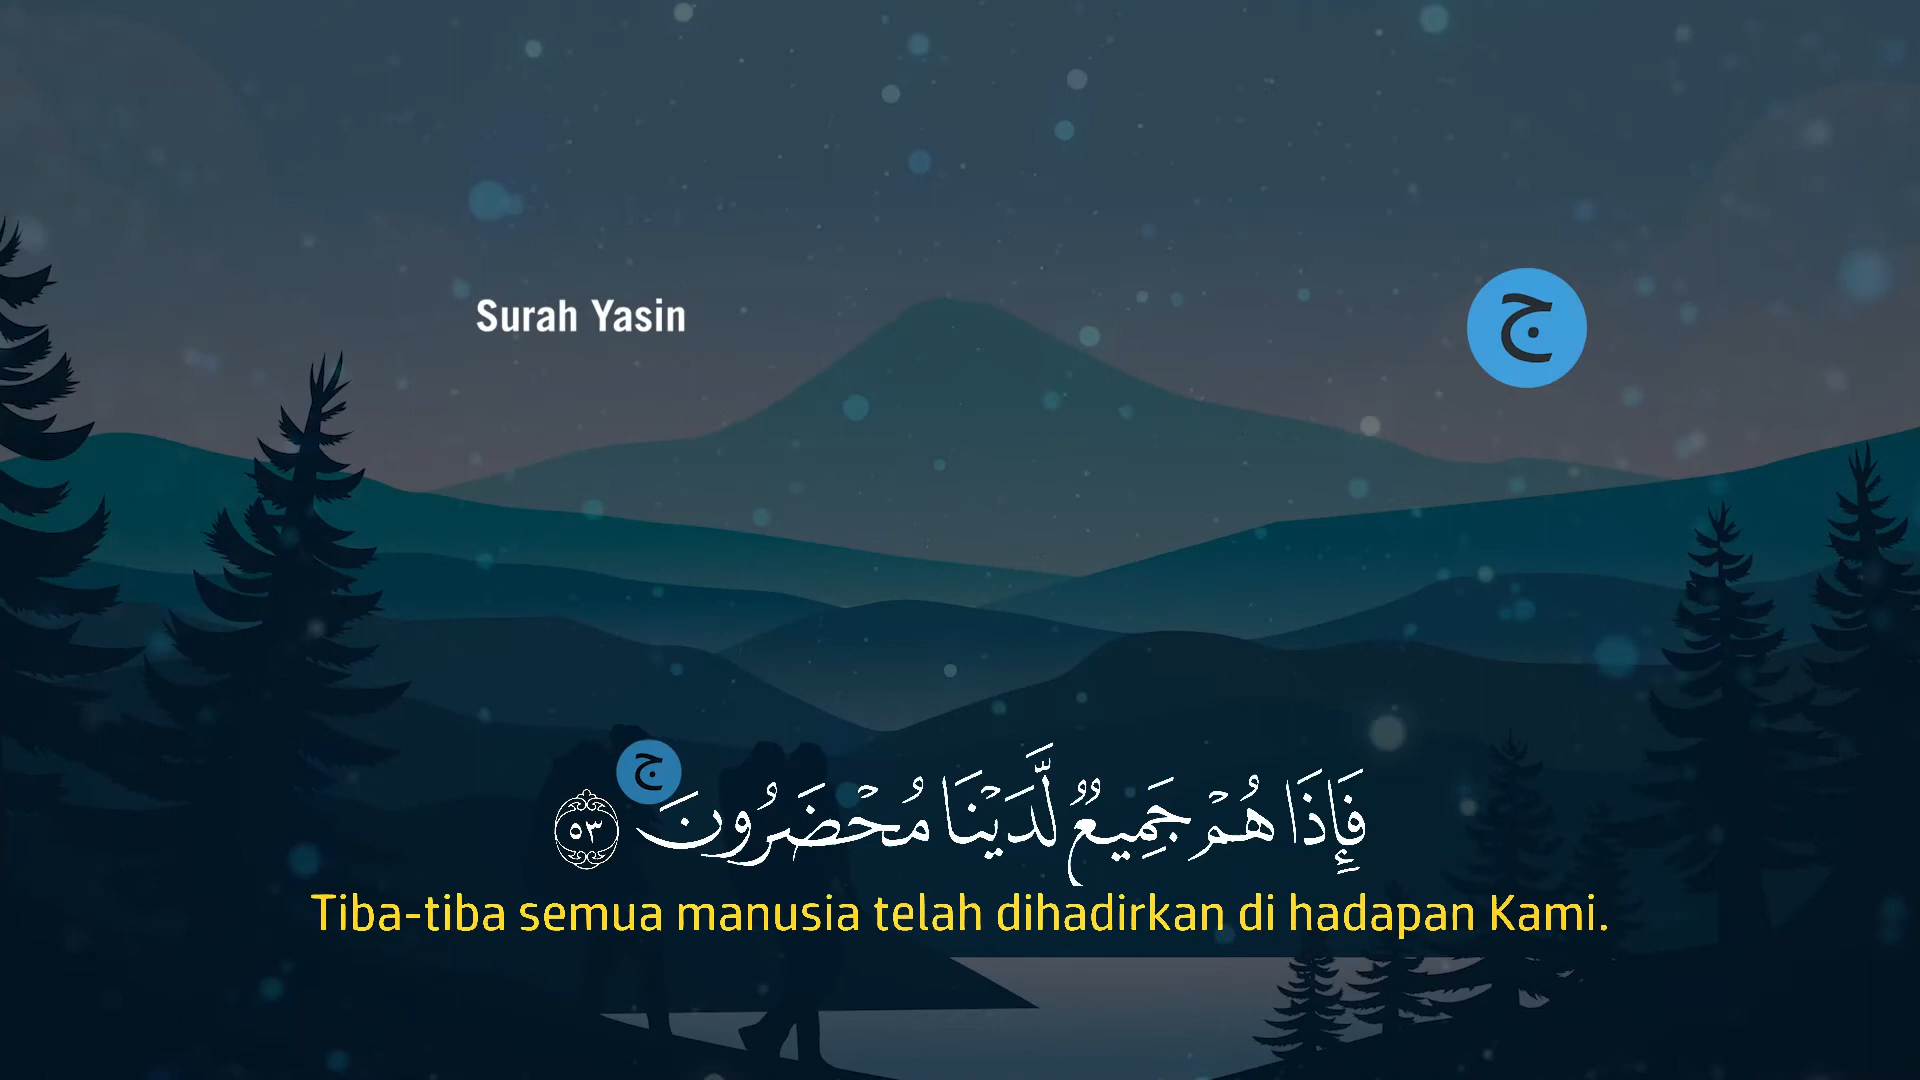 Surah Yasin
ج
ج
فَإِذَا هُمْ جَمِيعٌ لَّدَيْنَا مُحْضَرُونَ ٥٣
Tiba-tiba semua manusia telah dihadirkan di hadapan Kami.